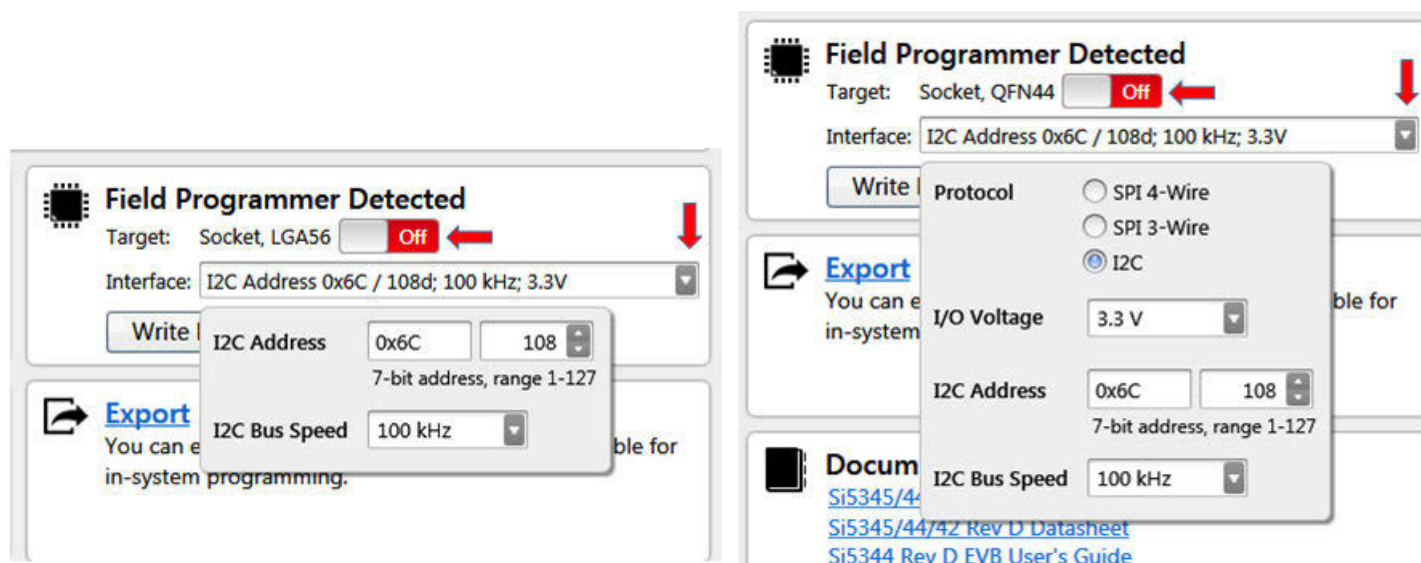 Field Programmer Detected
Target: Socket, LGA56 Off
Interface: I2C Address 0x6C / 108d; 100 kHz; 3.3V
Write
I2C Address 0x6C 108
7-bit address, range 1-127
I2C Bus Speed 100 kHz
Export
You can e ble for
in-system programming.
Field Programmer Detected
Target: Socket, QFN44 Off
Interface: I2C Address 0x6C / 108d; 100 kHz; 3.3V
Write
Protocol SPI 4-Wire
SPI 3-Wire
I2C
I/O Voltage 3.3 V
I2C Address 0x6C 108
7-bit address, range 1-127
I2C Bus Speed 100 kHz
Export
You can e ble for
in-system
Docum
Si5345/44
Si5345/44/42 Rev D Datasheet
Si5344 Rev D EVB User's Guide